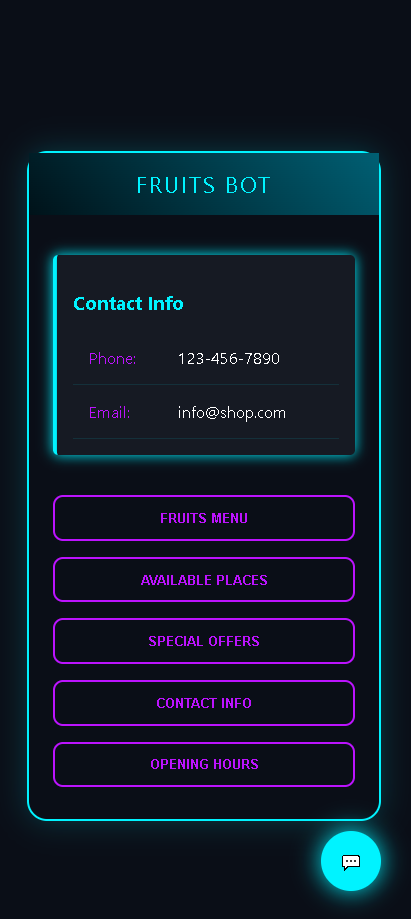 FRUITS BOT
Contact Info
Phone: 123-456-7890
Email: info@shop.com
FRUITS MENU
AVAILABLE PLACES
SPECIAL OFFERS
CONTACT INFO
OPENING HOURS